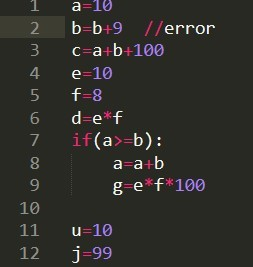 1 a=10
2 b=b+9  //error
3 c=a+b+100
4 e=10
5 f=8
6 d=e*f
7 if(a>=b):
8     a=a+b
9     g=e*f*100
10
11 u=10
12 j=99